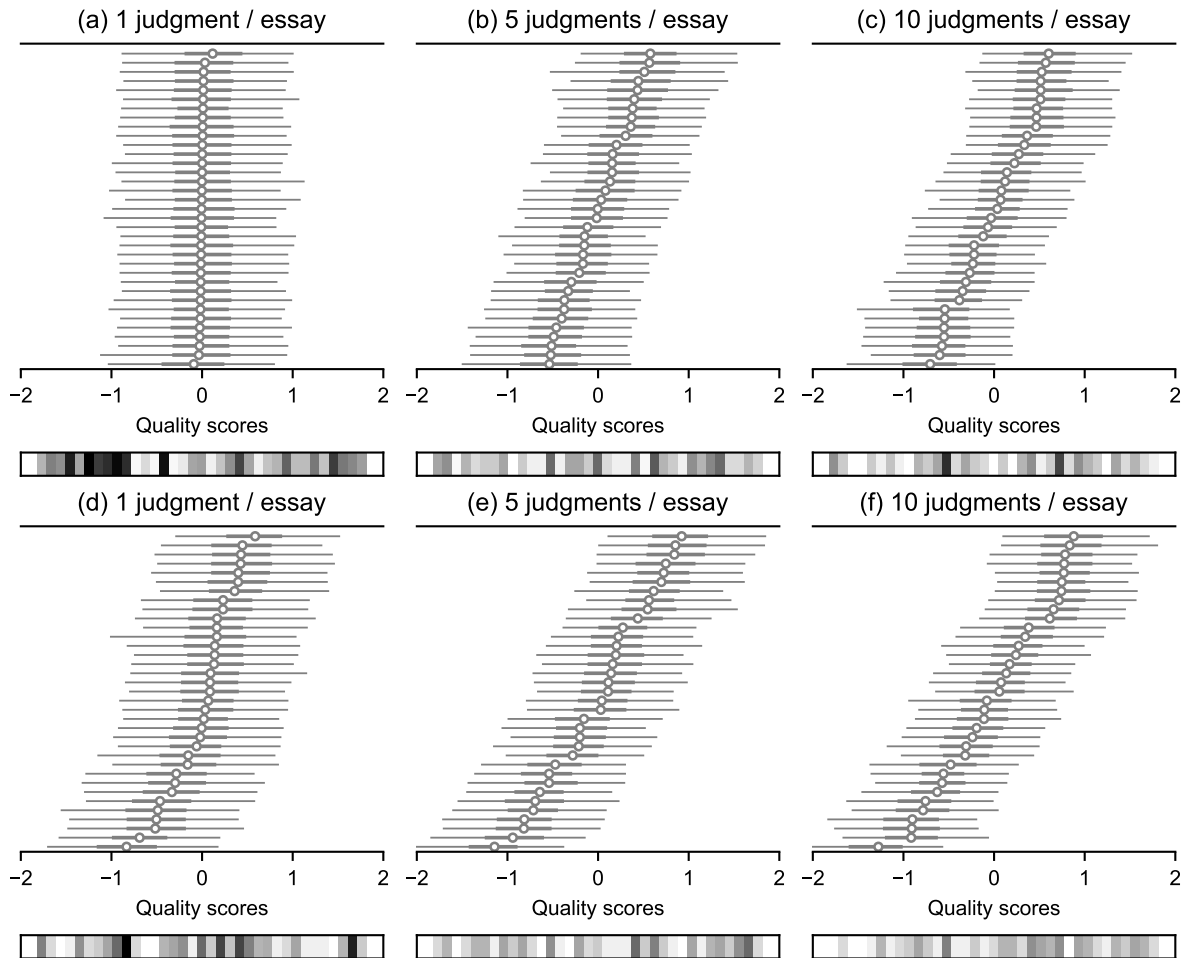 (a) 1 judgment / essay
(b) 5 judgments / essay
(c) 10 judgments / essay
−2 −1 0 1 2
−2 −1 0 1 2
−2 −1 0 1 2
Quality scores
Quality scores
Quality scores
(d) 1 judgment / essay
(e) 5 judgments / essay
(f) 10 judgments / essay
−2 −1 0 1 2
−2 −1 0 1 2
−2 −1 0 1 2
Quality scores
Quality scores
Quality scores